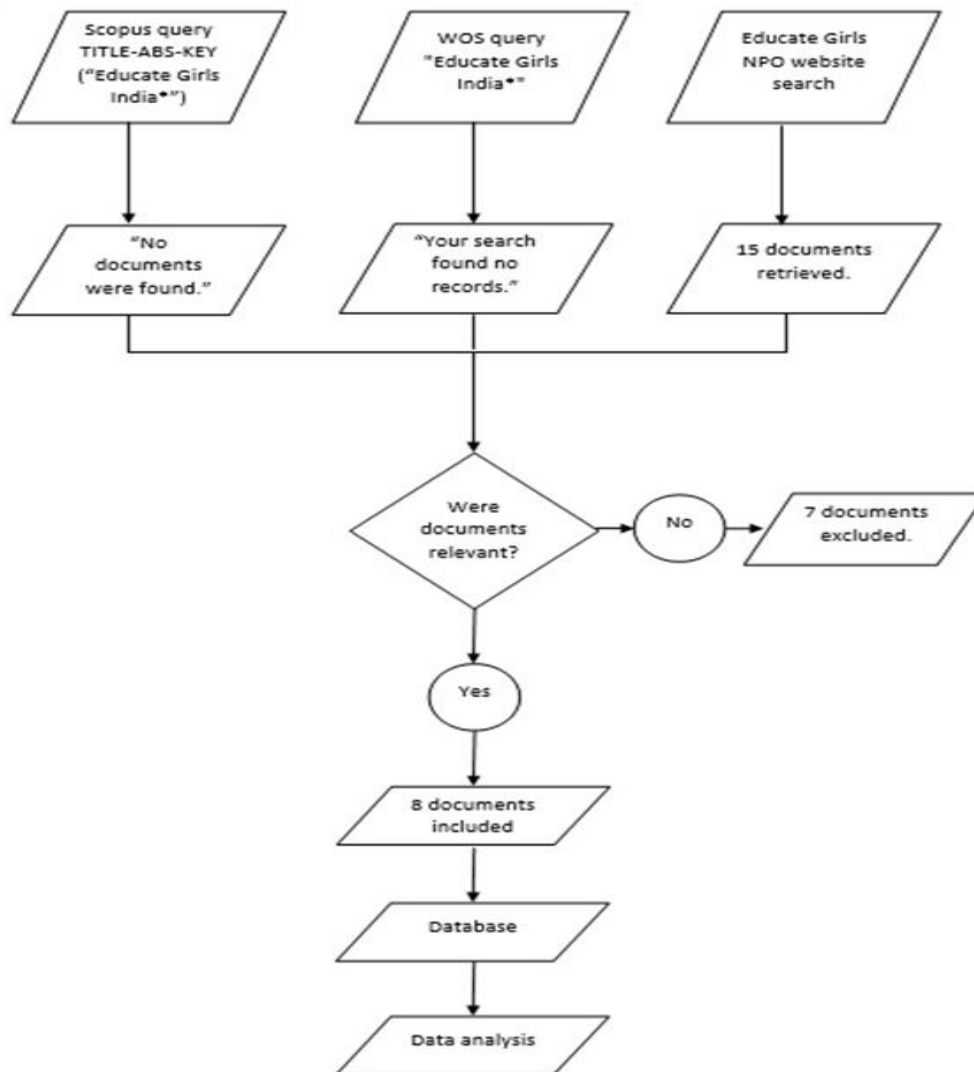 Scopus query
TITLE-ABS-KEY
(“Educate Girls
India*”)
WOS query
"Educate Girls
India*"
Educate Girls
NPO website
search
“No
documents
were found.”
“Your search
found no
records.”
15 documents
retrieved.
Were
documents
relevant?
No
7 documents
excluded.
Yes
8 documents
included
Database
Data analysis